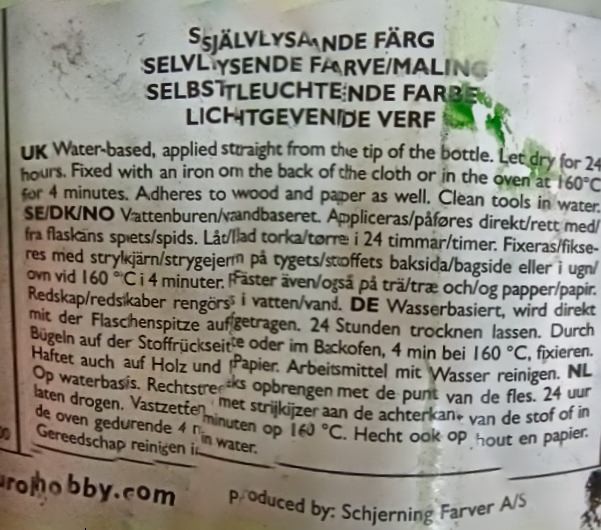 SJÄLVLYSANDE FÄRG
SELVLYSENDE FARVE/MALING
SELBSTLEUCHTENDE FARBE
LICHTGEVENDE VERF
UK Water-based, applied straight from the tip of the bottle. Let dry for 24
hours. Fixed with an iron om the back of the cloth or in the oven at 160°C
for 4 minutes. Adheres to wood and paper as well. Clean tools in water.
SE/DK/NO Vattenburen/vandbaseret. Appliceras/påføres direkt/rett med/
fra flaskans spets/spids. Låt/lad torka/tørre i 24 timmar/timer. Fixeras/fikse-
res med strykjärn/strygejern på tygets/stoffets baksida/bagside eller i ugn/
ovn vid 160 °C i 4 minuter. Fäster även/også på trä/træ och/og papper/papir.
Redskap/redskaber rengörs i vatten/vand. DE Wasserbasiert, wird direkt
mit der Flaschenspitze aufgetragen. 24 Stunden trocknen lassen. Durch
Bügeln auf der Stoffrückseite oder im Backofen, 4 min bei 160 °C, fixieren.
Haftet auch auf Holz und Papier. Arbeitsmittel mit Wasser reinigen. NL
Op waterbasis. Rechtstreeks opbrengen met de punt van de fles. 24 uur
laten drogen. Vastzetten met strijkijzer aan de achterkant van de stof of in
de oven gedurende 4 minuten op 160 °C. Hecht ook op hout en papier.
Gereedschap reinigen in water.
urohobby.com
produced by: Schjerning Farver A/S